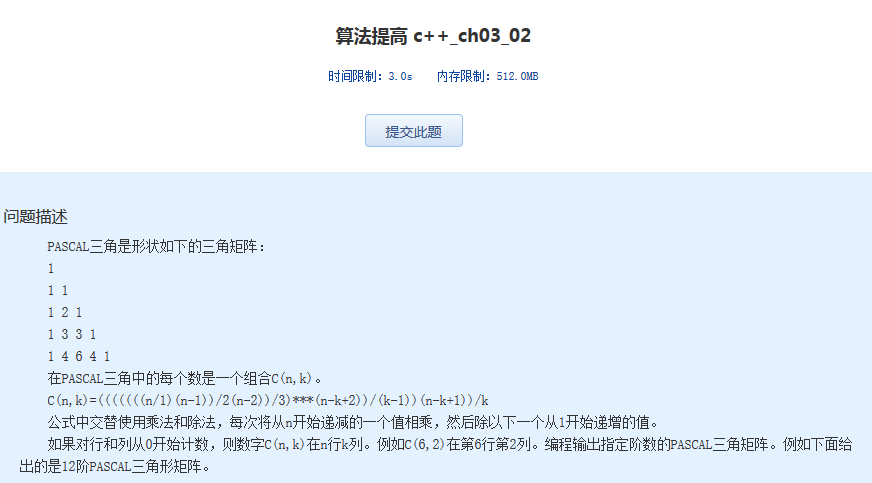 算法提高 c++_ch03_02
时间限制：3.0s 内存限制：512.0MB
提交此题
问题描述
PASCAL三角是形状如下的三角矩阵：
1
1 1
1 2 1
1 3 3 1
1 4 6 4 1
在PASCAL三角中的每个数是一个组合C(n,k)。
C(n,k)=(((((((n/1)(n-1))/2(n-2))/3)***(n-k+2))/(k-1))(n-k+1))/k
公式中交替使用乘法和除法，每次将从n开始递减的一个值相乘，然后除以下一个从1开始递增的值。
如果对行和列从0开始计数，则数字C(n,k)在n行k列。例如C(6,2)在第6行第2列。编程输出指定阶数的PASCAL三角矩阵。例如下面给
出的是12阶PASCAL三角形矩阵。